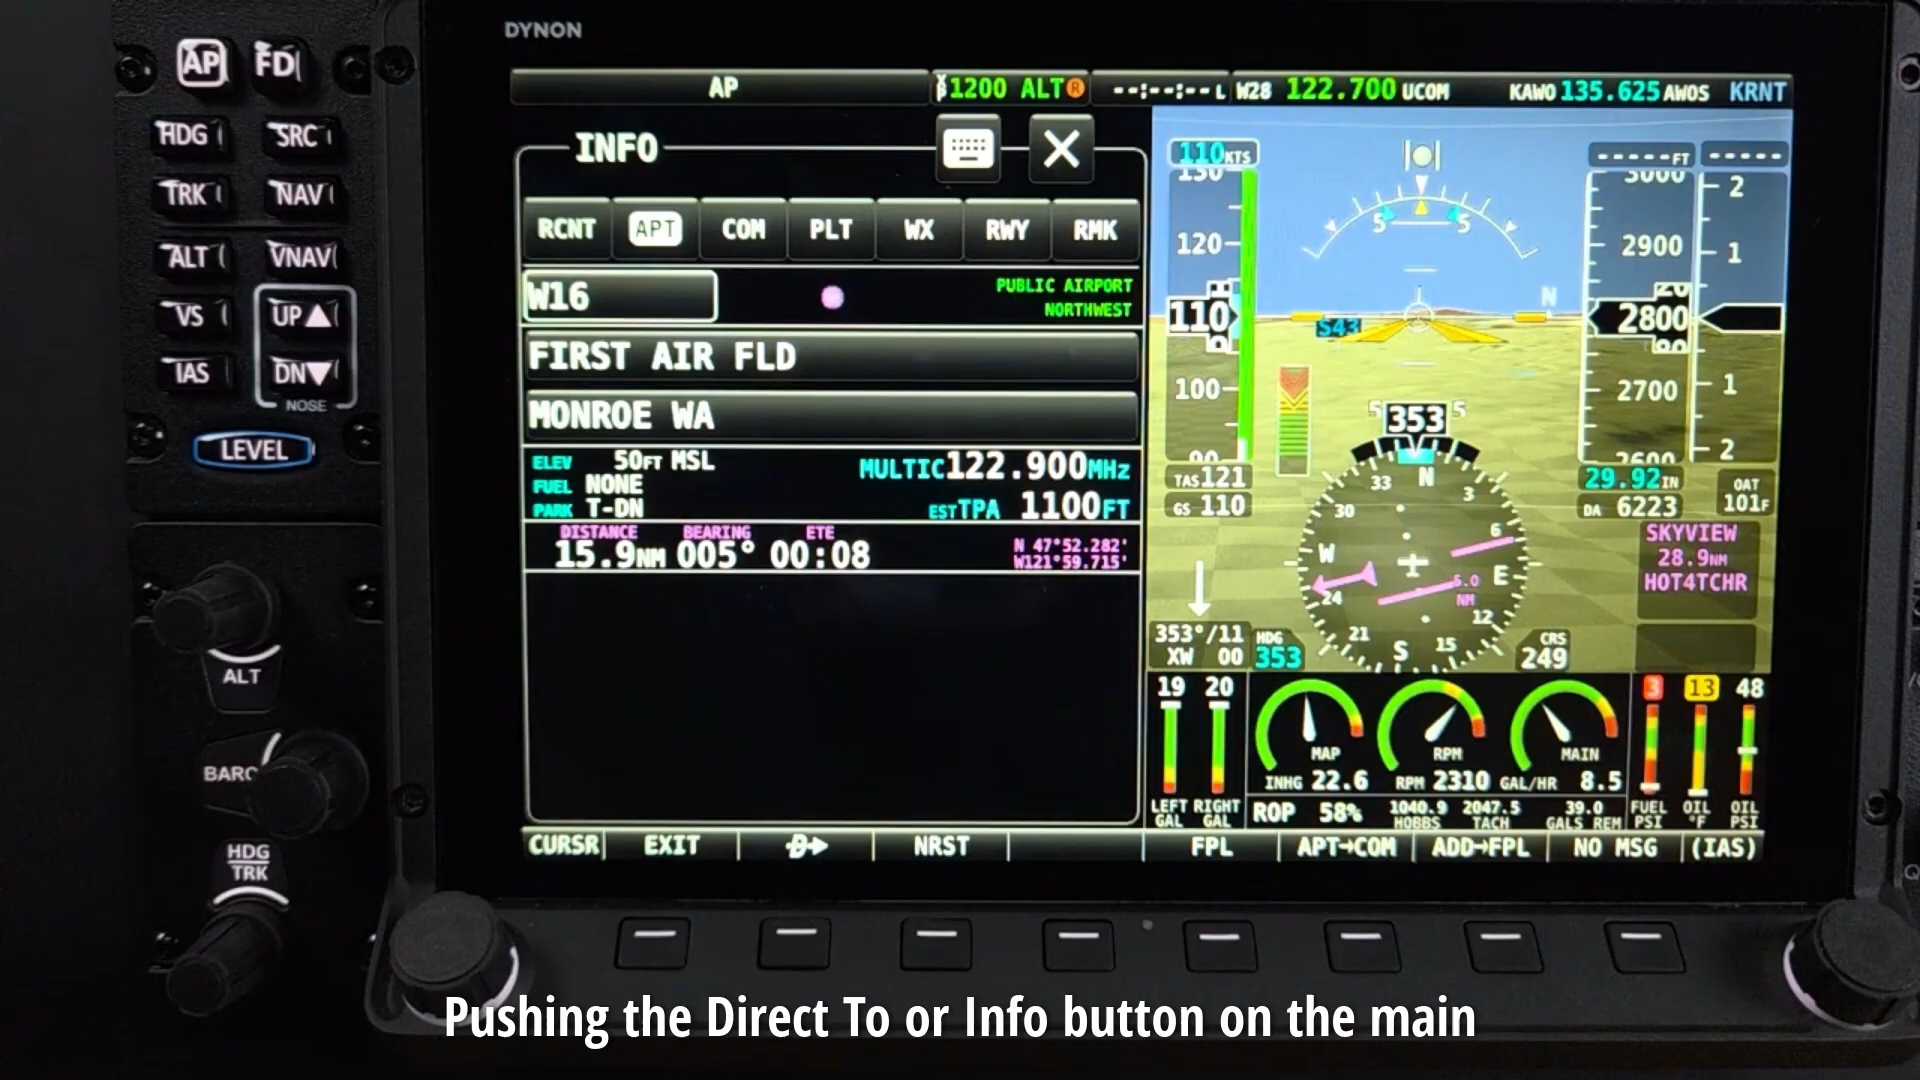 DYNON
AP FD
HDG SRC
TRK NAV
ALT VNAV
VS UP▲
IAS DN▼
NOSE
LEVEL
ALT
BARO
HDG
TRK
AP 1200 ALT R --:--:-- L W28 122.700 UCOM KAWO 135.625 AWOS KRNT
INFO X
RCNT APT COM PLT WX RWY RMK
W16 PUBLIC AIRPORT
NORTHWEST
FIRST AIR FLD
MONROE WA
ELEV 50FT MSL MULTIC 122.900MHz
FUEL NONE
PARK T-DN EST TPA 1100FT
DISTANCE BEARING ETE
15.9NM 005° 00:08
N 47°52.282'
W121°59.715'
110KTS
130
120
110
100
90
TAS 121
GS 110
5 5
S43
N
-----FT -----
3000
2900
2800
2700
2600
2
1
1
2
29.92IN
DA 6223
OAT
101F
5 353 5
N 3 6 E 12 15 S 21 24 W 30 33
5.0
NM
SKYVIEW
28.9NM
HOT4TCHR
353°/11
XW 00
HDG
353
CRS
249
19 20
LEFT GAL
RIGHT GAL
MAP
INHG 22.6
RPM
RPM 2310
MAIN
GAL/HR 8.5
ROP 58%
1040.9
HOBBS
2047.5
TACH
39.0
GALS REM
3 13 48
FUEL PSI
OIL °F
OIL PSI
CURSR EXIT D→ NRST FPL APT→COM ADD→FPL NO MSG (IAS)
Pushing the Direct To or Info button on the main